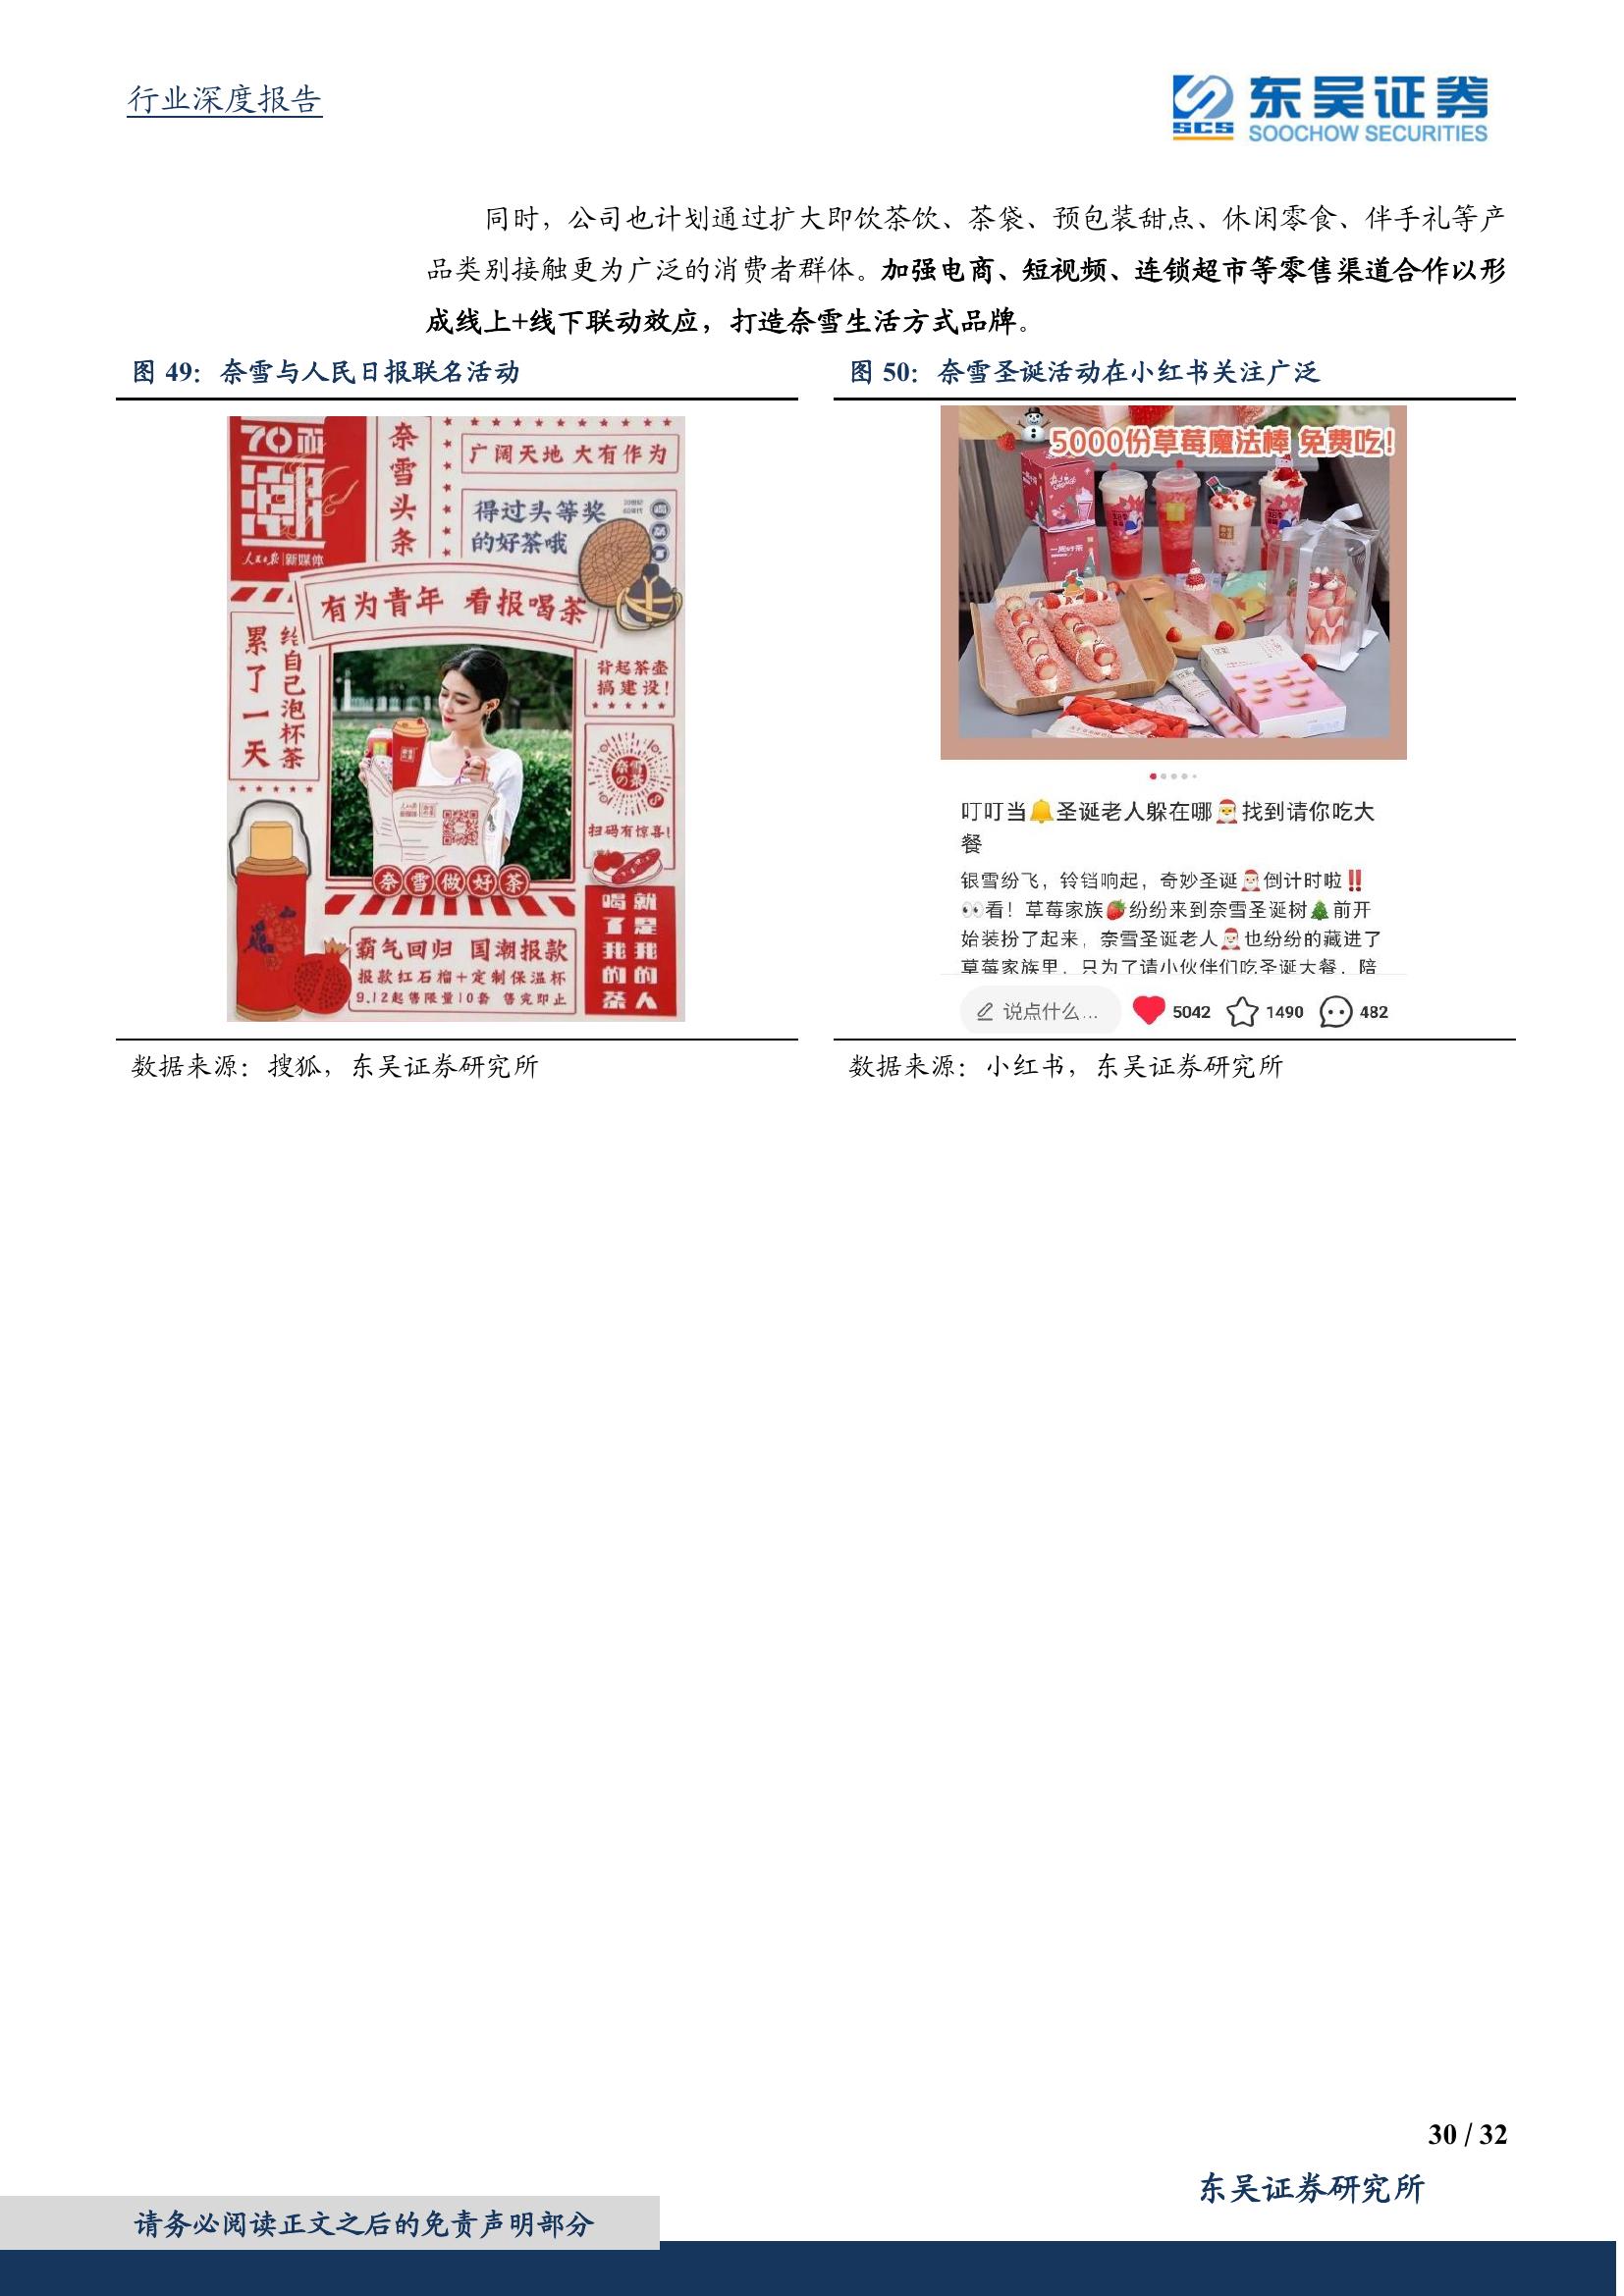 行业深度报告
SCS
东吴证券
SOOCHOW SECURITIES
同时，公司也计划通过扩大即饮茶饮、茶袋、预包装甜点、休闲零食、伴手礼等产
品类别接触更为广泛的消费者群体。加强电商、短视频、连锁超市等零售渠道合作以形
成线上+线下联动效应，打造奈雪生活方式品牌。
图 49：奈雪与人民日报联名活动
70
人民日报|新媒体
奈雪头条
广阔天地 大有作为
得过头等奖
的好茶哦
有为青年 看报喝茶
累了一天
给自己泡杯茶
背起茶壶
搞建设！
奈雪
の茶
扫码有惊喜！
奈雪做好茶
霸气回归 国潮报款
报款红石榴+定制保温杯
9.12起售限量10套 售完即止
喝了我的茶
就是我的人
数据来源：搜狐，东吴证券研究所
图 50：奈雪圣诞活动在小红书关注广泛
5000份草莓魔法棒 免费吃！
叮叮当🔔圣诞老人躲在哪🎅找到请你吃大
餐
银雪纷飞，铃铛响起，奇妙圣诞🎅倒计时啦‼️
👀看！草莓家族🍓纷纷来到奈雪圣诞树🎄前开
始装扮了起来，奈雪圣诞老人🎅也纷纷的藏进了
草莓家族里，只为了请小伙伴们吃圣诞大餐，陪
说点什么... 5042 1490 482
数据来源：小红书，东吴证券研究所
30 / 32
东吴证券研究所
请务必阅读正文之后的免责声明部分